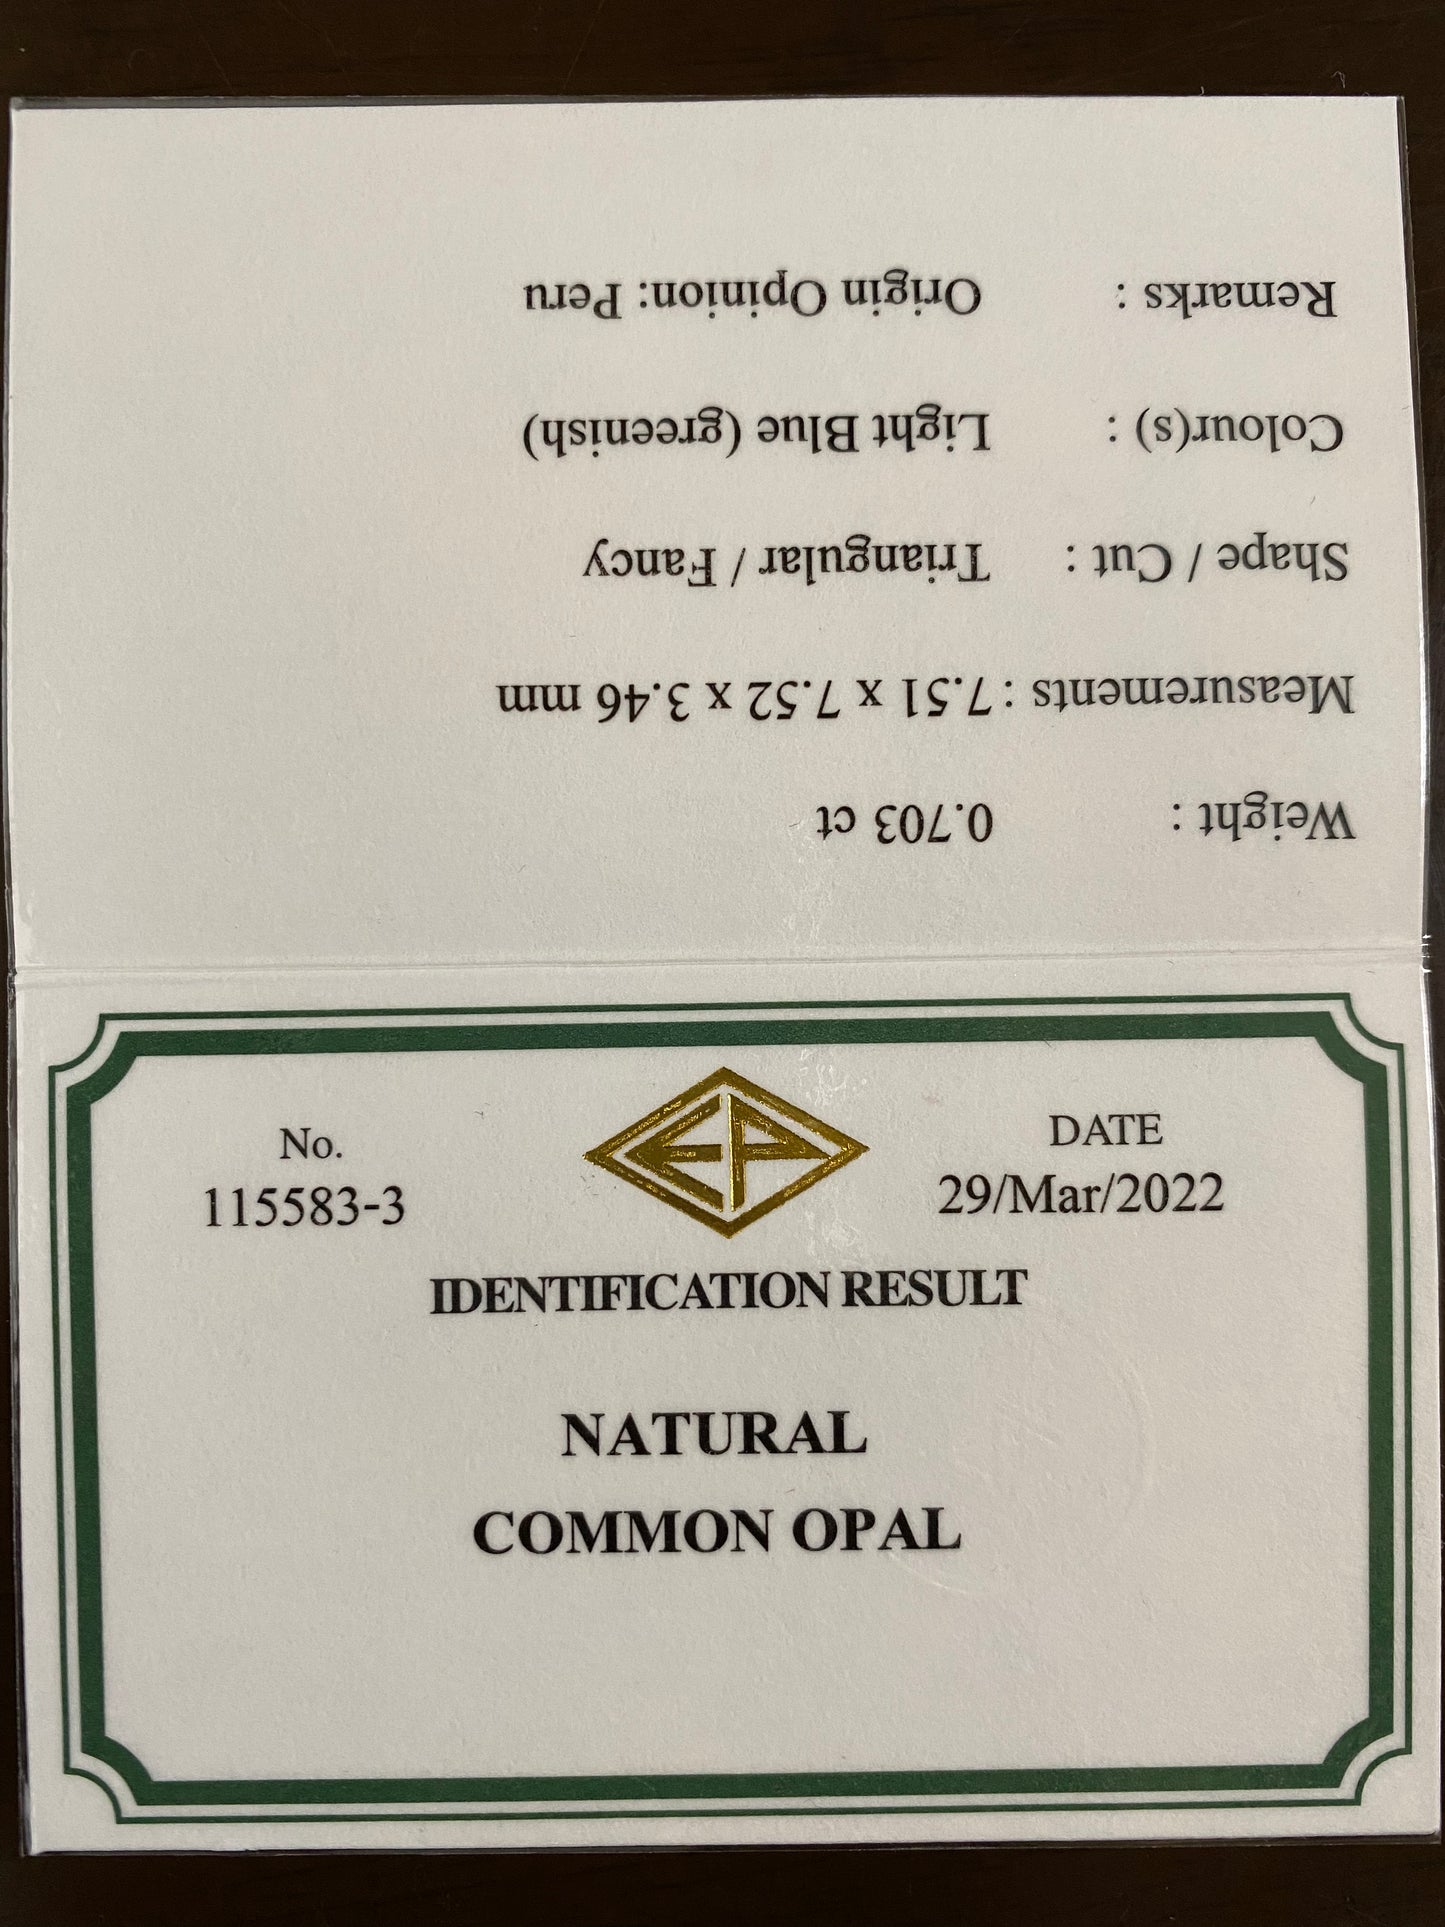 Weight : 0.703 ct
Measurements : 7.51 x 7.52 x 3.46 mm
Shape / Cut : Triangular / Fancy
Colour(s) : Light Blue (greenish)
Remarks : Origin Opinion: Peru
No. DATE
115583-3 29/Mar/2022
EP
IDENTIFICATION RESULT
NATURAL
COMMON OPAL